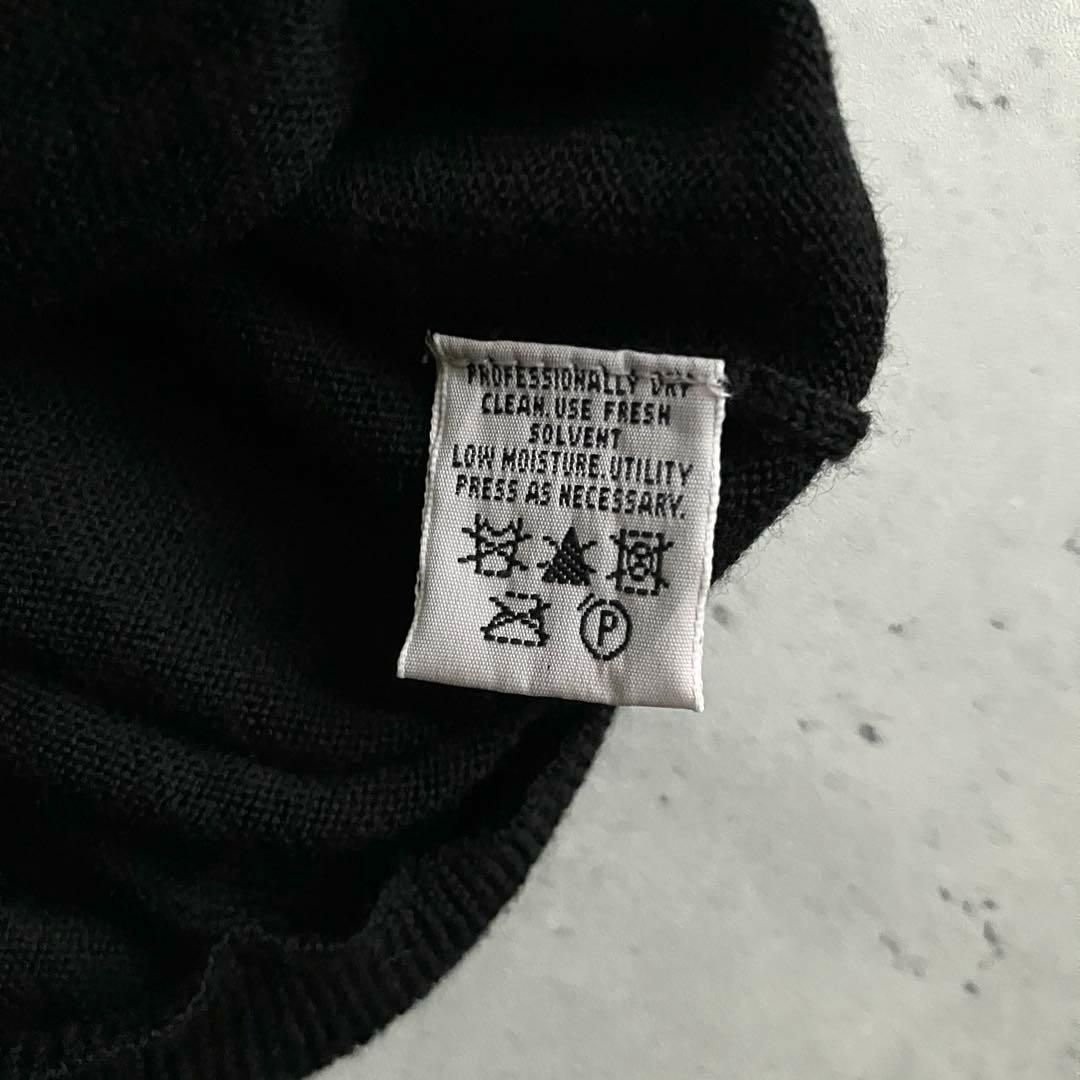 PROFESSIONALLY DRY
CLEAN. USE FRESH
SOLVENT
LOW MOISTURE. UTILITY
PRESS AS NECESSARY.
P